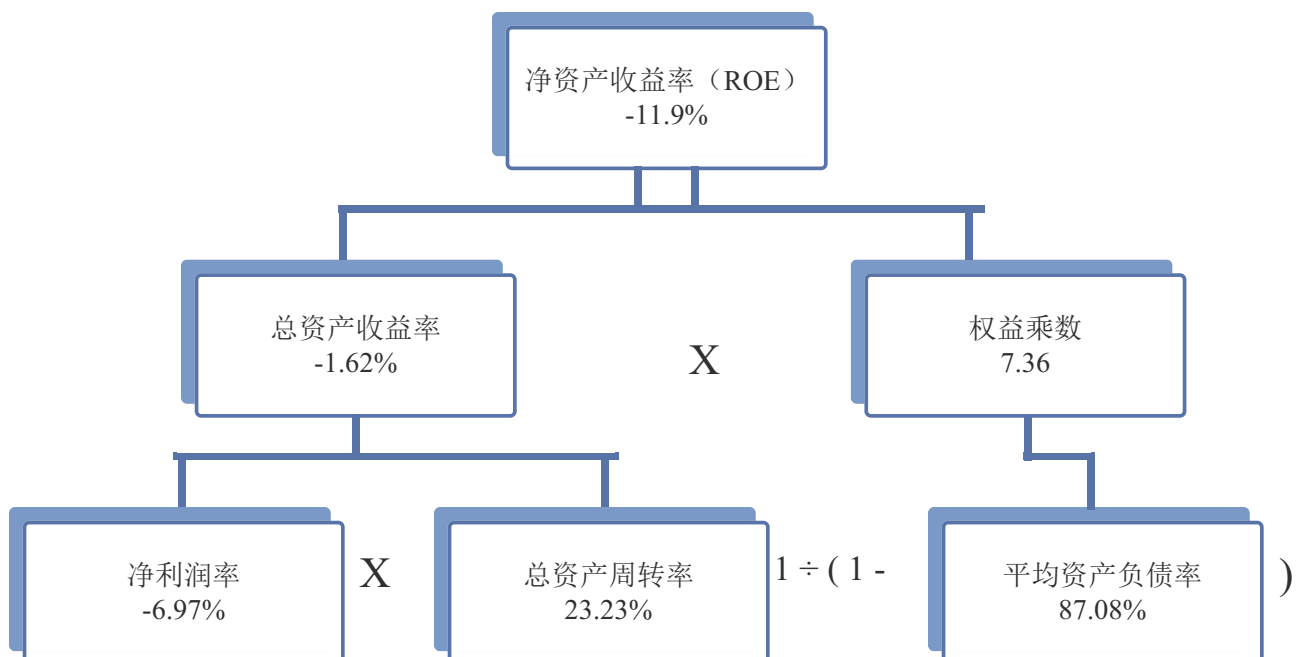 净资产收益率（ROE）
-11.9%
总资产收益率
-1.62%
X
权益乘数
7.36
净利润率
-6.97%
X
总资产周转率
23.23%
1 ÷ ( 1 -
平均资产负债率
87.08%
)